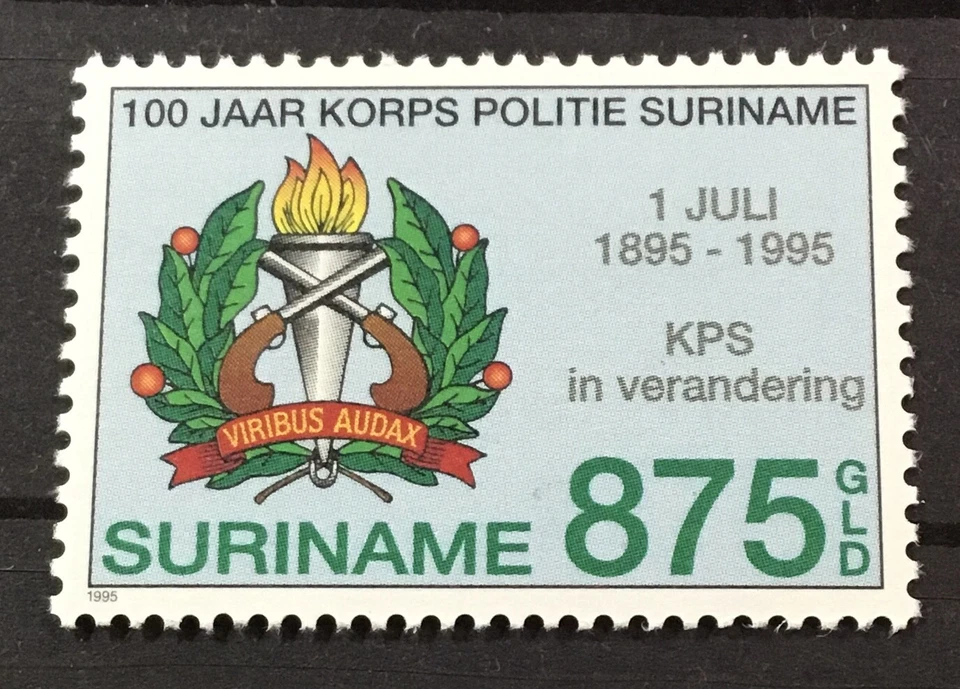 100 JAAR KORPS POLITIE SURINAME
1 JULI
1895 - 1995
KPS
in verandering
VIRIBUS AUDAX
SURINAME 875 GLD
1995